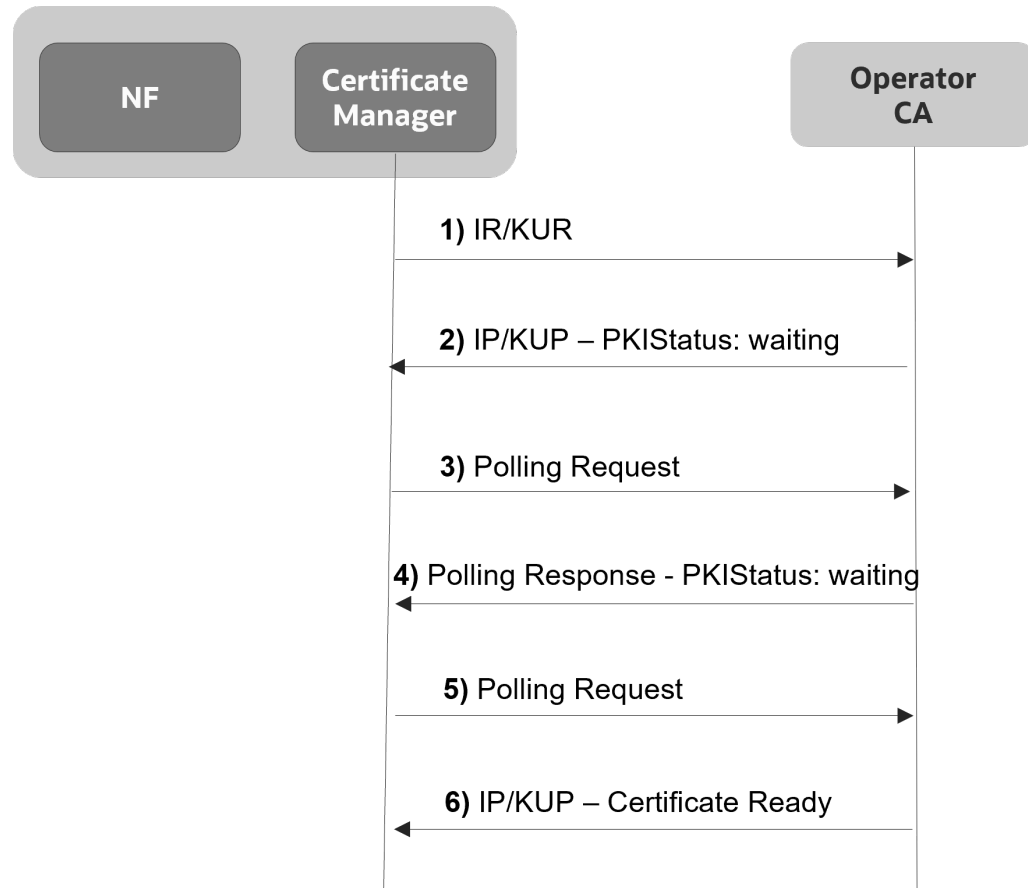 NF
Certificate
Manager
Operator
CA
1) IR/KUR
2) IP/KUP – PKIStatus: waiting
3) Polling Request
4) Polling Response - PKIStatus: waiting
5) Polling Request
6) IP/KUP – Certificate Ready